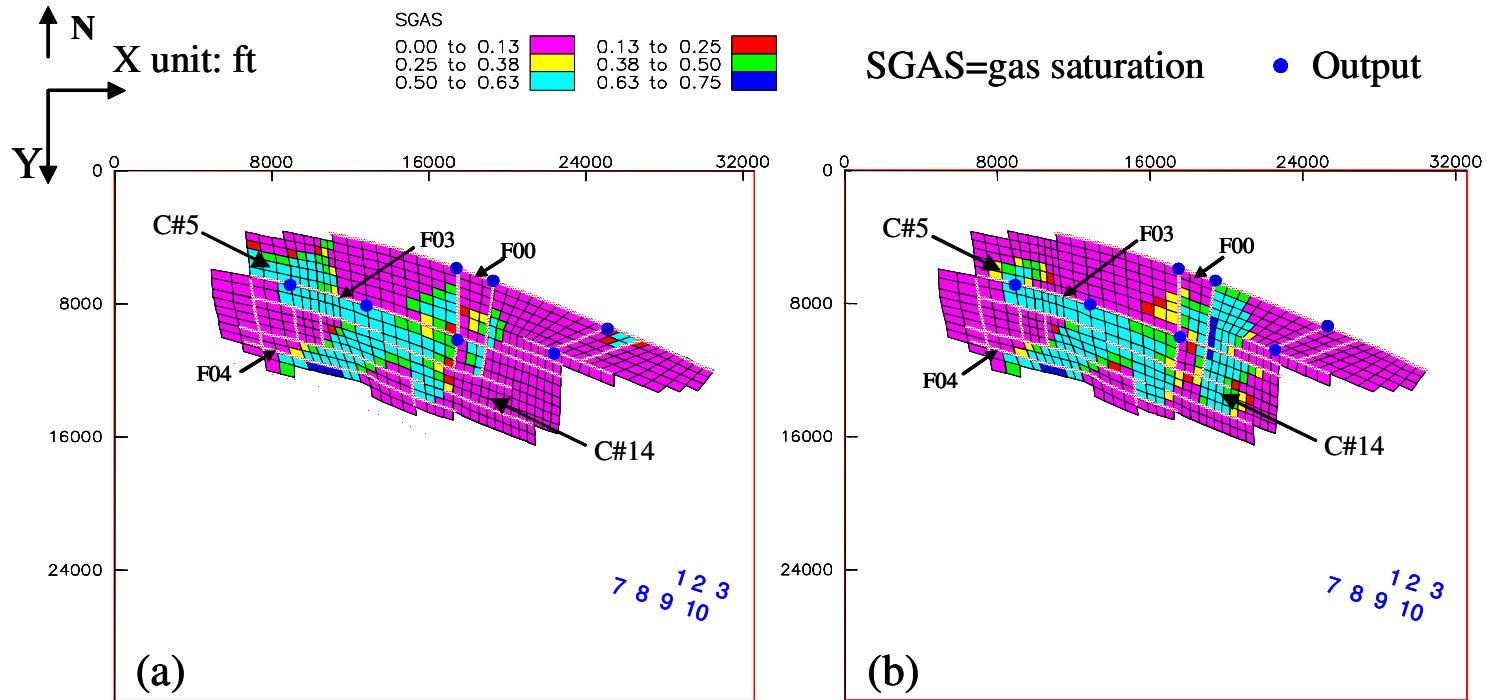 N
X unit: ft
Y
SGAS
0.00 to 0.13 0.13 to 0.25
0.25 to 0.38 0.38 to 0.50
0.50 to 0.63 0.63 to 0.75
SGAS=gas saturation Output
0 8000 16000 24000 32000
0
8000
16000
24000
C#5
F03
F00
F04
C#14
1 2 3
7 8 9 10
(a)
0 8000 16000 24000 32000
0
8000
16000
24000
C#5
F03
F00
F04
C#14
1 2 3
7 8 9 10
(b)